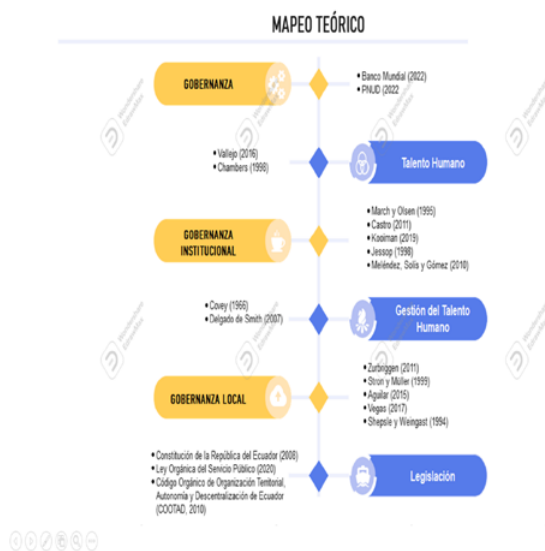 MAPEO TEÓRICO
GOBERNANZA
• Banco Mundial (2022)
• PNUD (2022
• Vallejo (2016)
• Chambers (1998)
Talento Humano
GOBERNANZA
INSTITUCIONAL
• March y Olsen (1995)
• Castro (2011)
• Kooiman (2019)
• Jessop (1998)
• Meléndez, Solís y Gómez (2010)
• Covey (1966)
• Delgado de Smith (2007)
Gestión del Talento
Humano
GOBERNANZA LOCAL
• Zurbriggen (2011)
• Stron y Müller (1999)
• Aguilar (2015)
• Vegas (2017)
• Shepsle y Weingast (1994)
• Constitución de la República del Ecuador (2008)
• Ley Orgánica del Servicio Público (2020)
• Código Orgánico de Organización Territorial,
Autonomía y Descentralización de Ecuador
(COOTAD, 2010)
Legislación